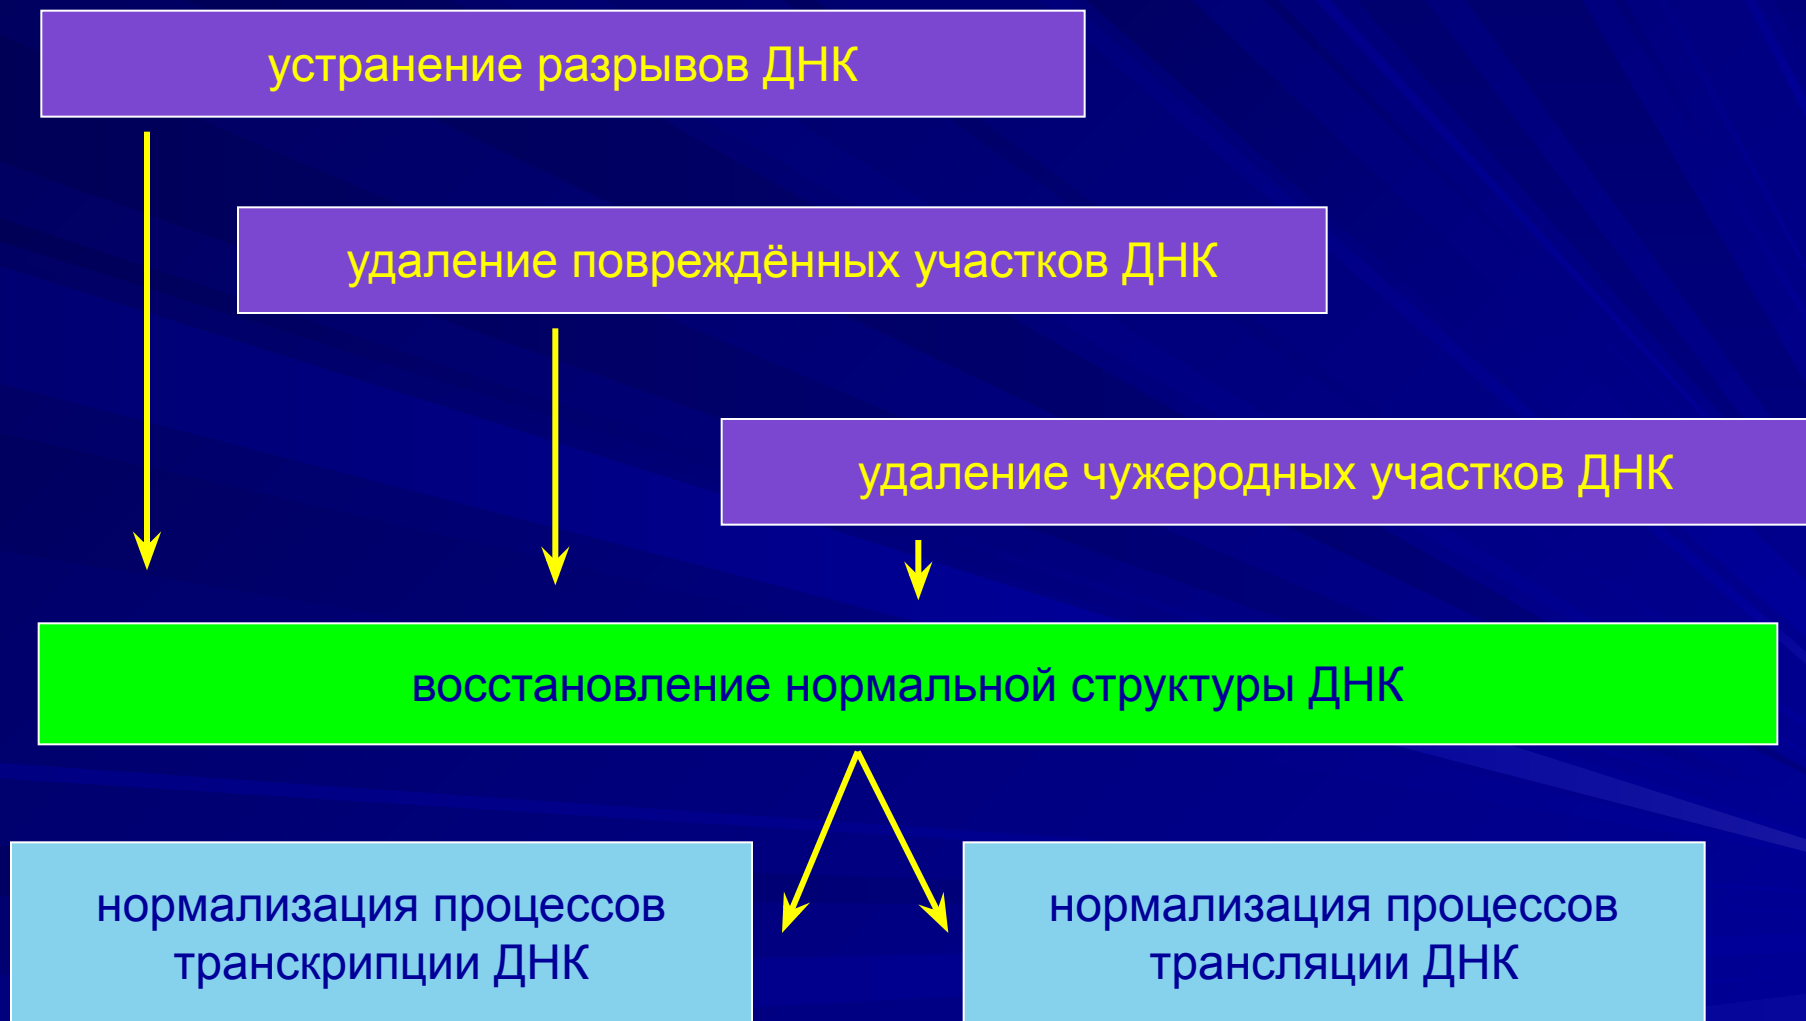 устранение разрывов ДНК
удаление повреждённых участков ДНК
удаление чужеродных участков ДНК
восстановление нормальной структуры ДНК
нормализация процессов
транскрипции ДНК
нормализация процессов
трансляции ДНК